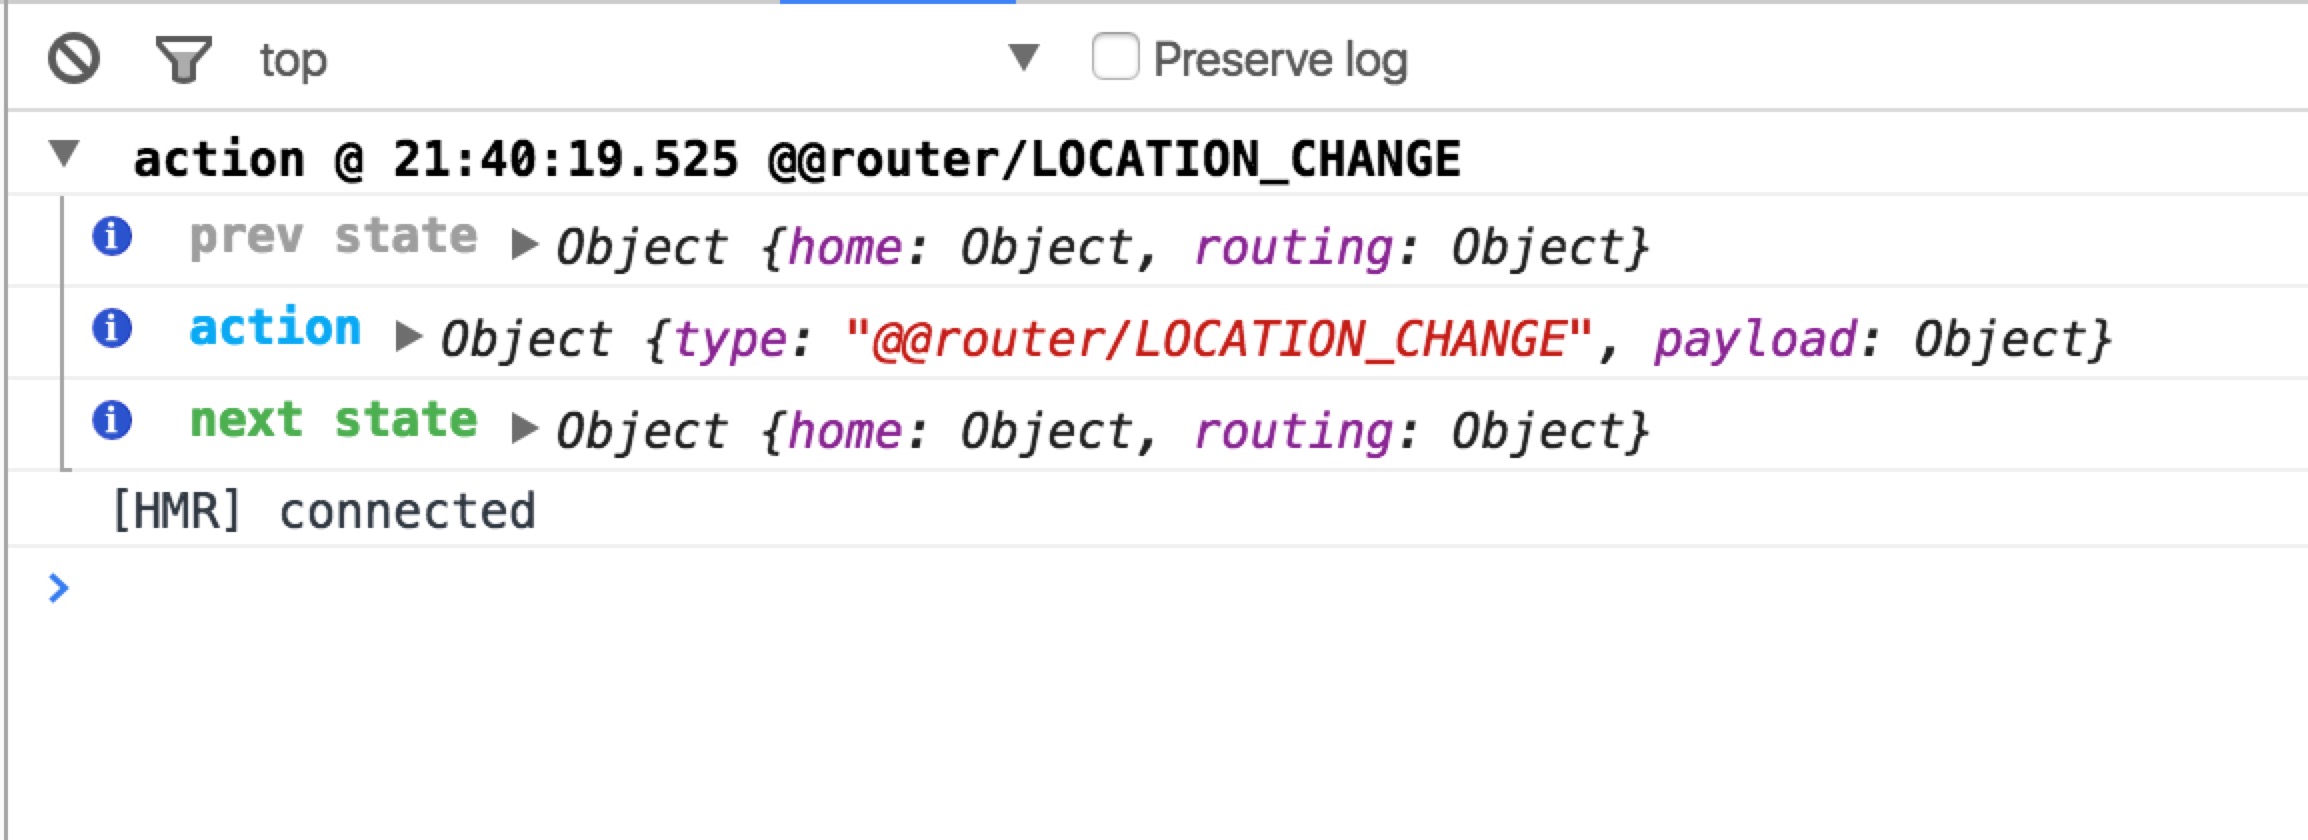 top Preserve log
action @ 21:40:19.525 @@router/LOCATION_CHANGE
prev state Object {home: Object, routing: Object}
action Object {type: "@@router/LOCATION_CHANGE", payload: Object}
next state Object {home: Object, routing: Object}
[HMR] connected